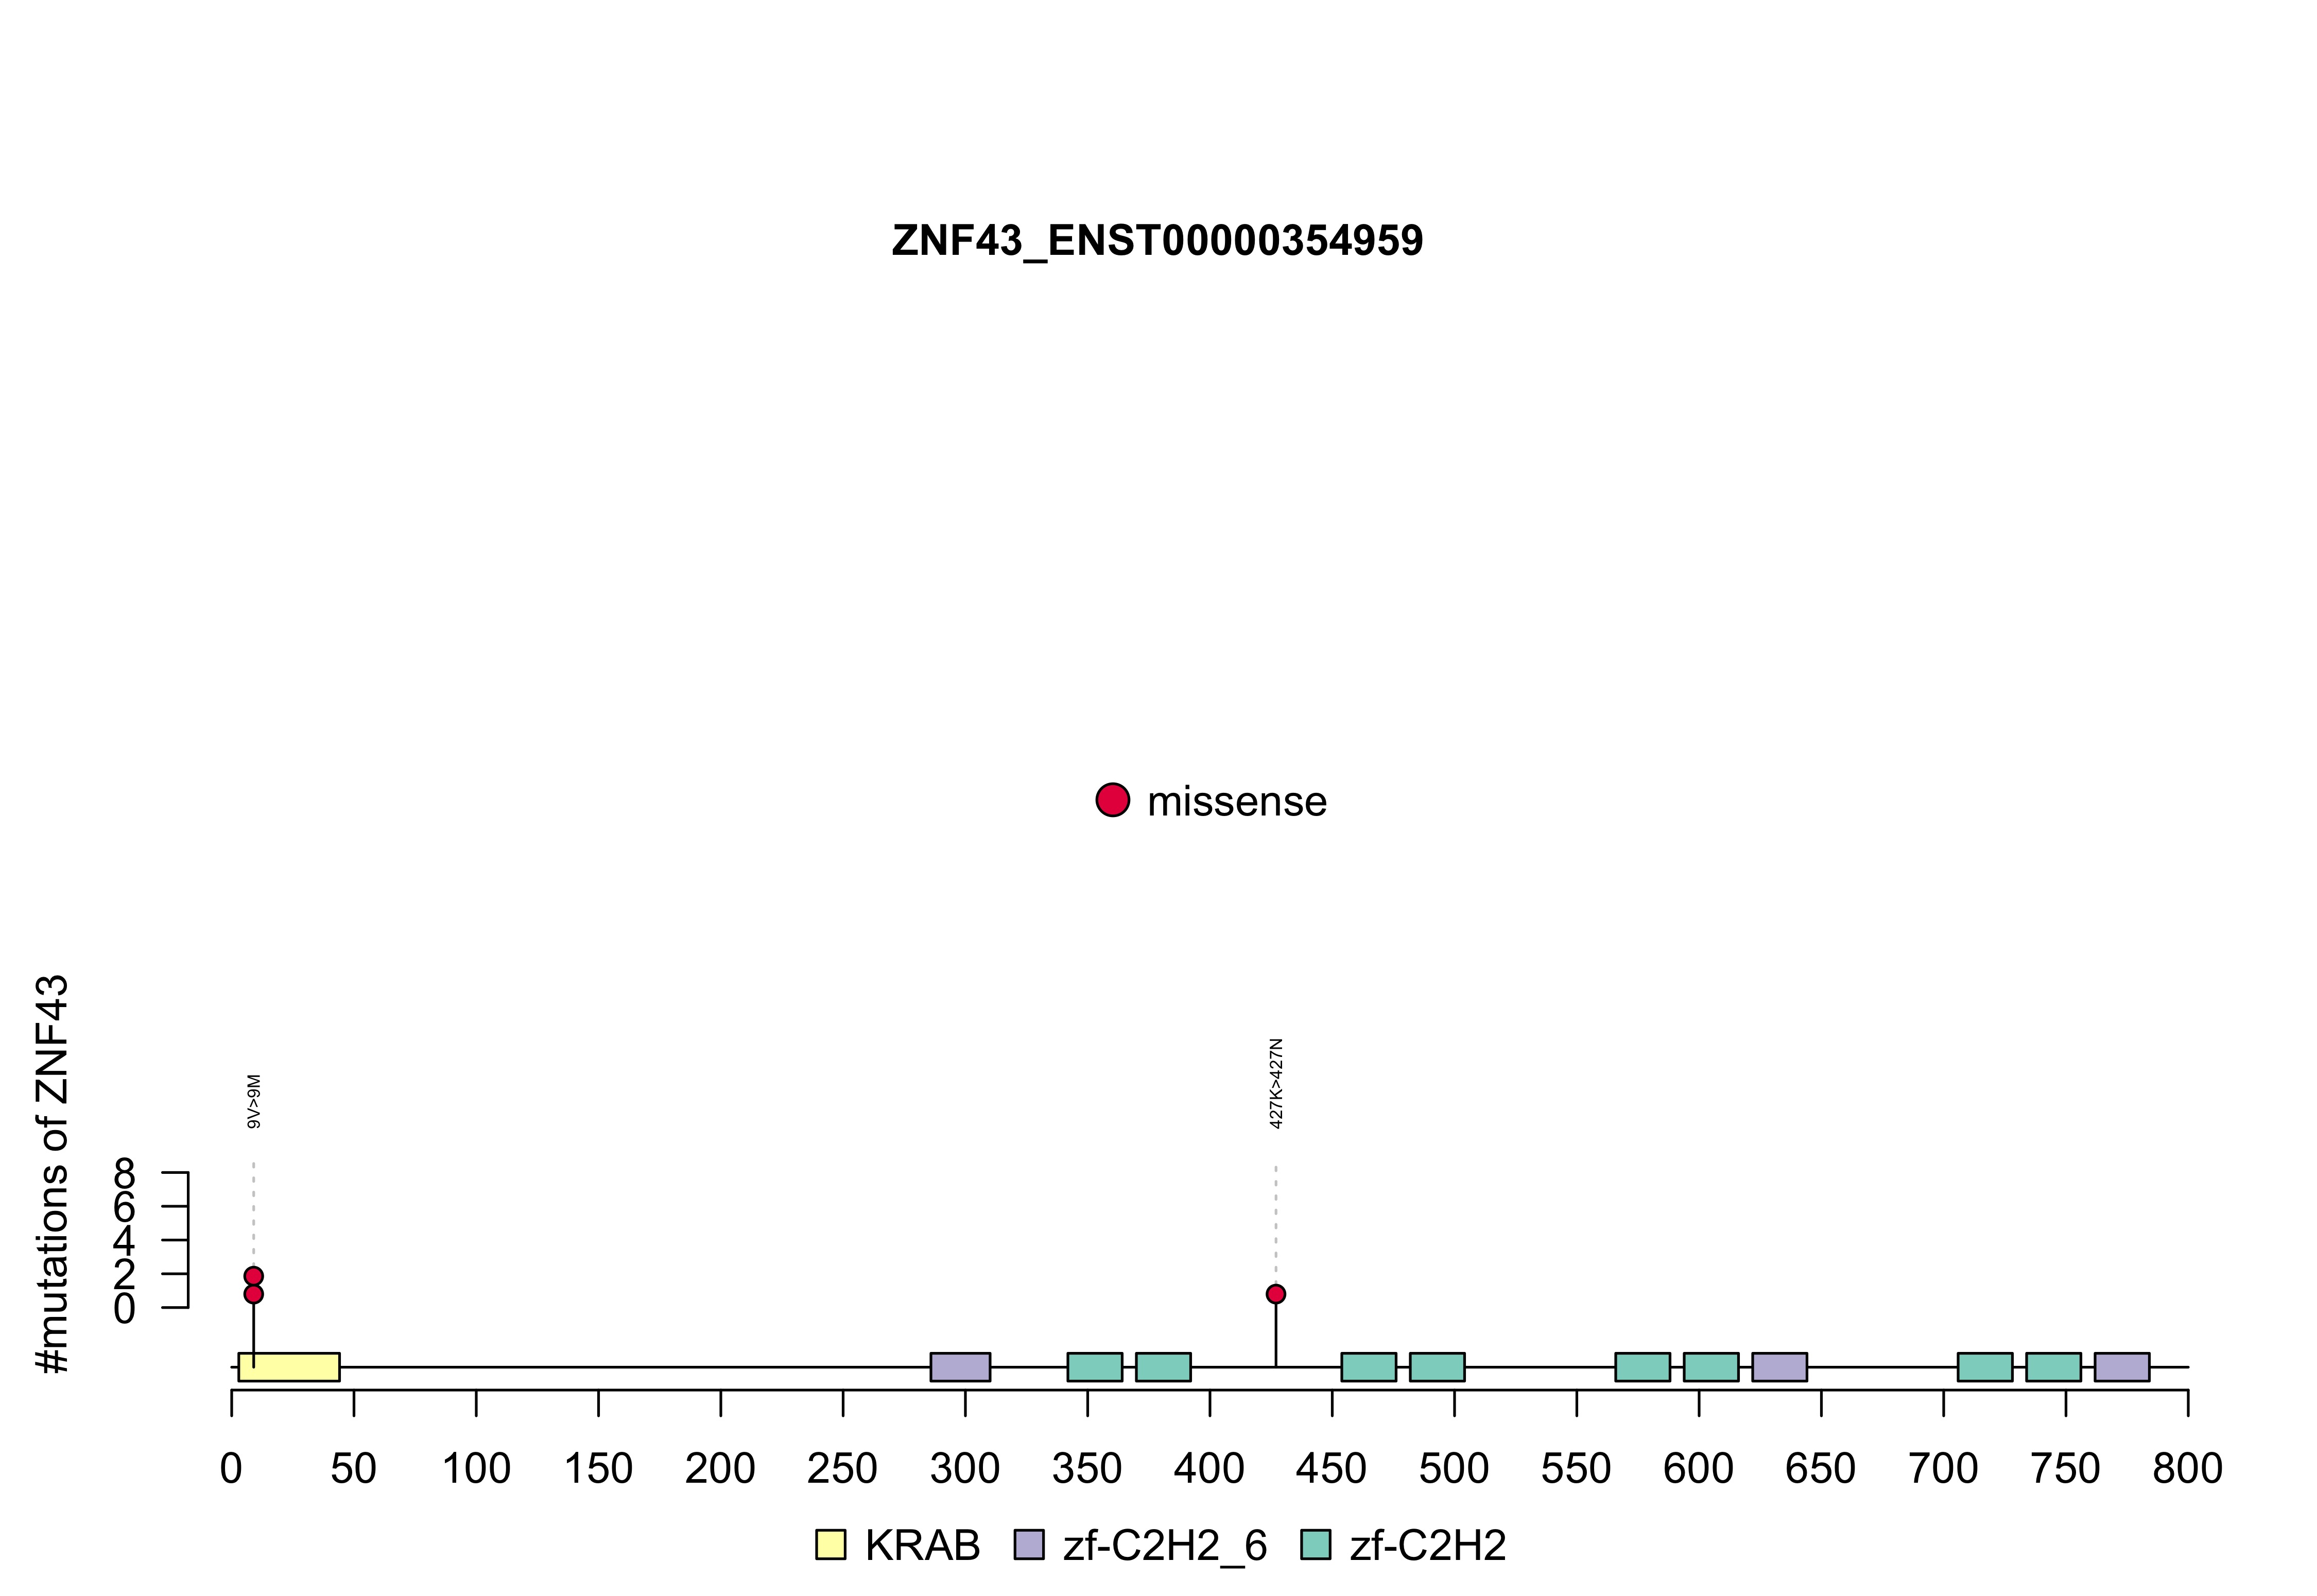 ZNF43_ENST00000354959
missense
#mutations of ZNF43
9V>9M
427K>427N
8
6
4
2
0
0 50 100 150 200 250 300 350 400 450 500 550 600 650 700 750 800
KRAB zf-C2H2_6 zf-C2H2